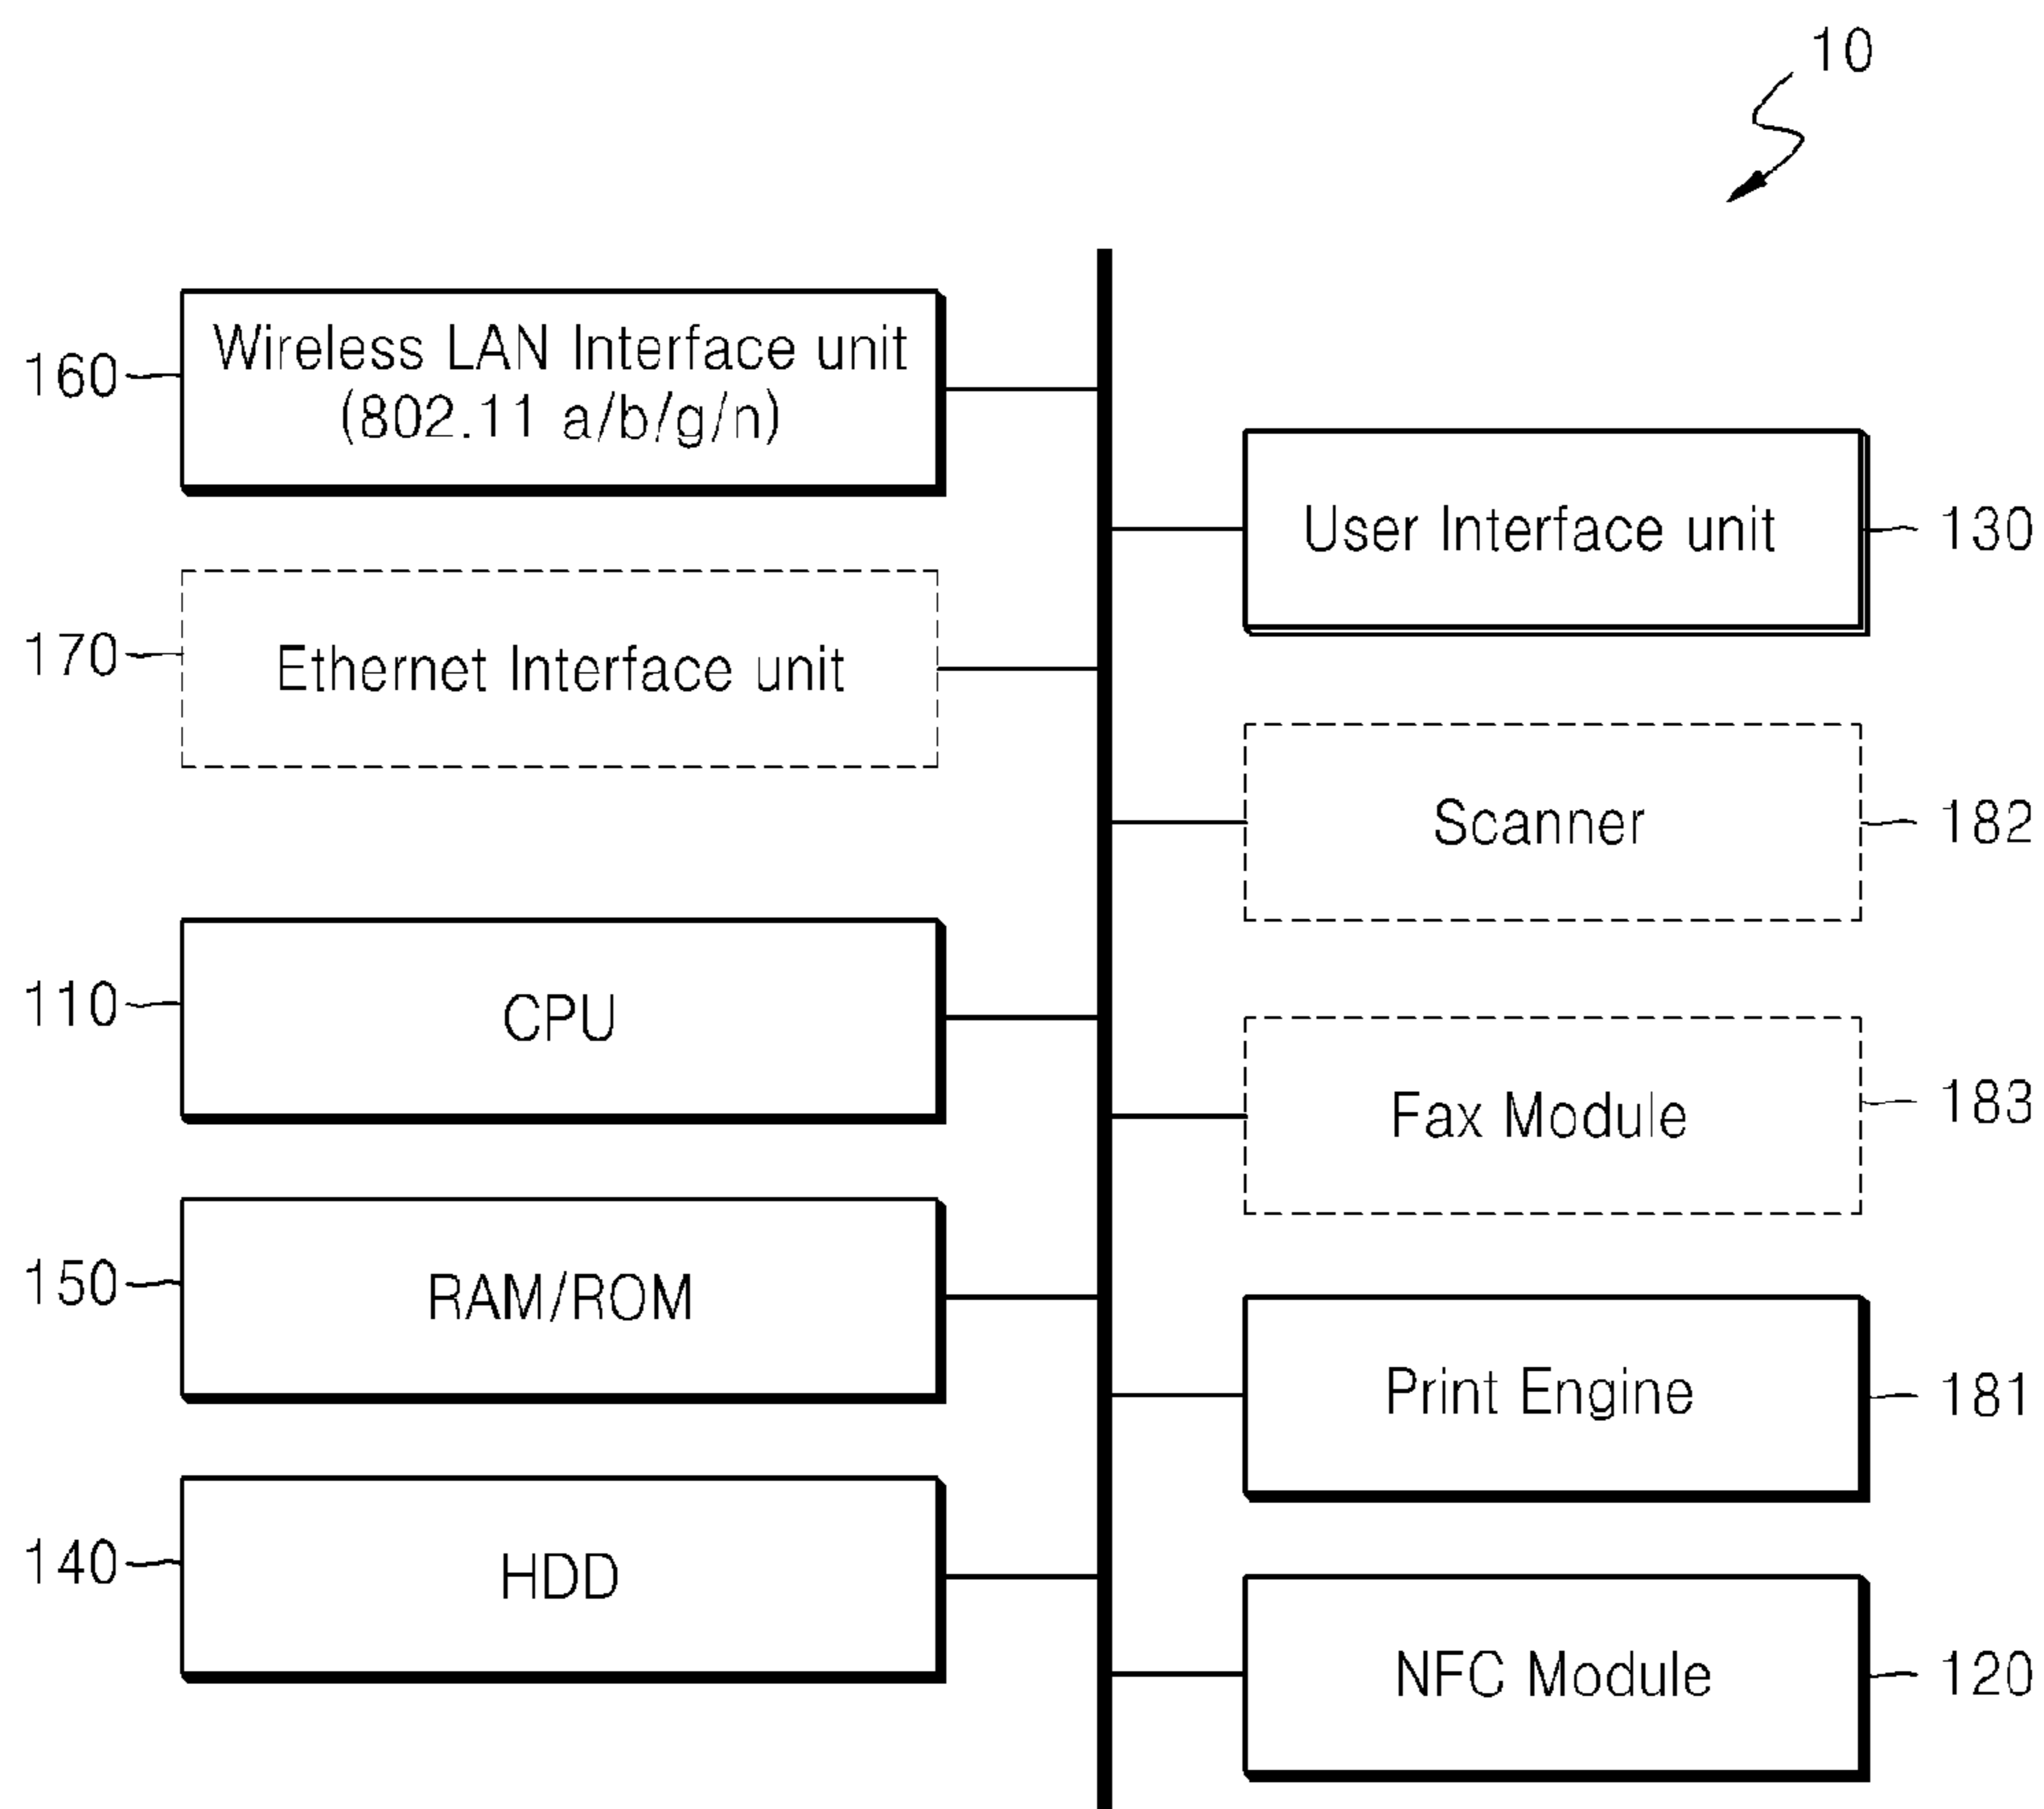 10
160
Wireless LAN Interface unit
(802.11 a/b/g/n)
User Interface unit
130
170
Ethernet Interface unit
Scanner
182
110
CPU
Fax Module
183
150
RAM/ROM
Print Engine
181
140
HDD
NFC Module
120